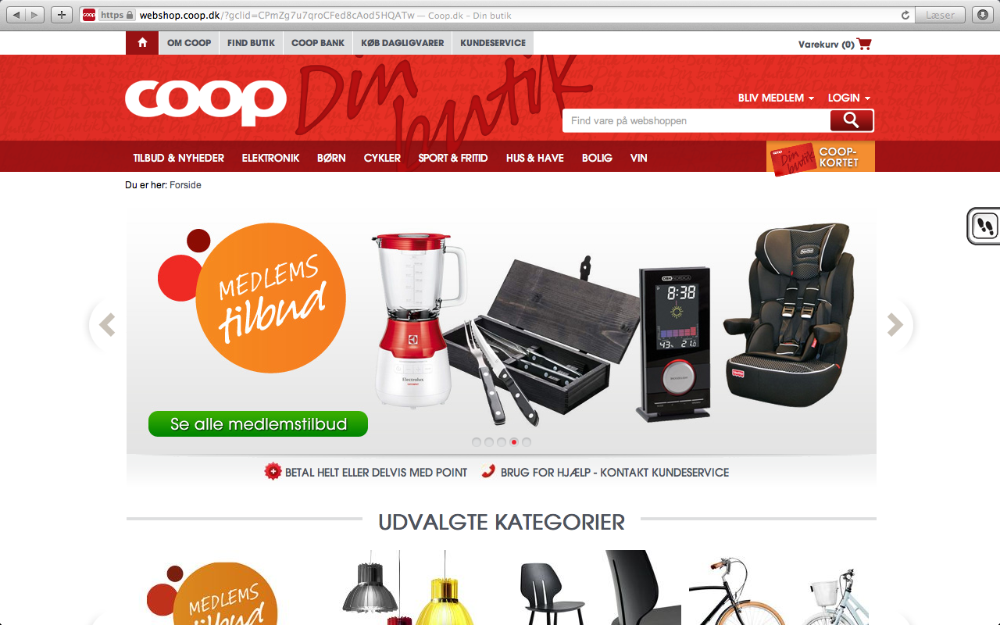 https webshop.coop.dk/?gclid=CPmZg7u7qroCFed8cAod5HQATw — Coop.dk – Din butik
Læser
OM COOP FIND BUTIK COOP BANK KØB DAGLIGVARER KUNDESERVICE
Varekurv (0)
coop
Din butik
BLIV MEDLEM LOGIN
Find vare på webshoppen
TILBUD & NYHEDER ELEKTRONIK BØRN CYKLER SPORT & FRITID HUS & HAVE BOLIG VIN
coop Din butik
COOP-
KORTET
Du er her: Forside
MEDLEMS
tilbud
8:38
43% 21.0
Electrolux
Se alle medlemstilbud
BETAL HELT ELLER DELVIS MED POINT BRUG FOR HJÆLP - KONTAKT KUNDESERVICE
UDVALGTE KATEGORIER
MEDLEMS
tilbud